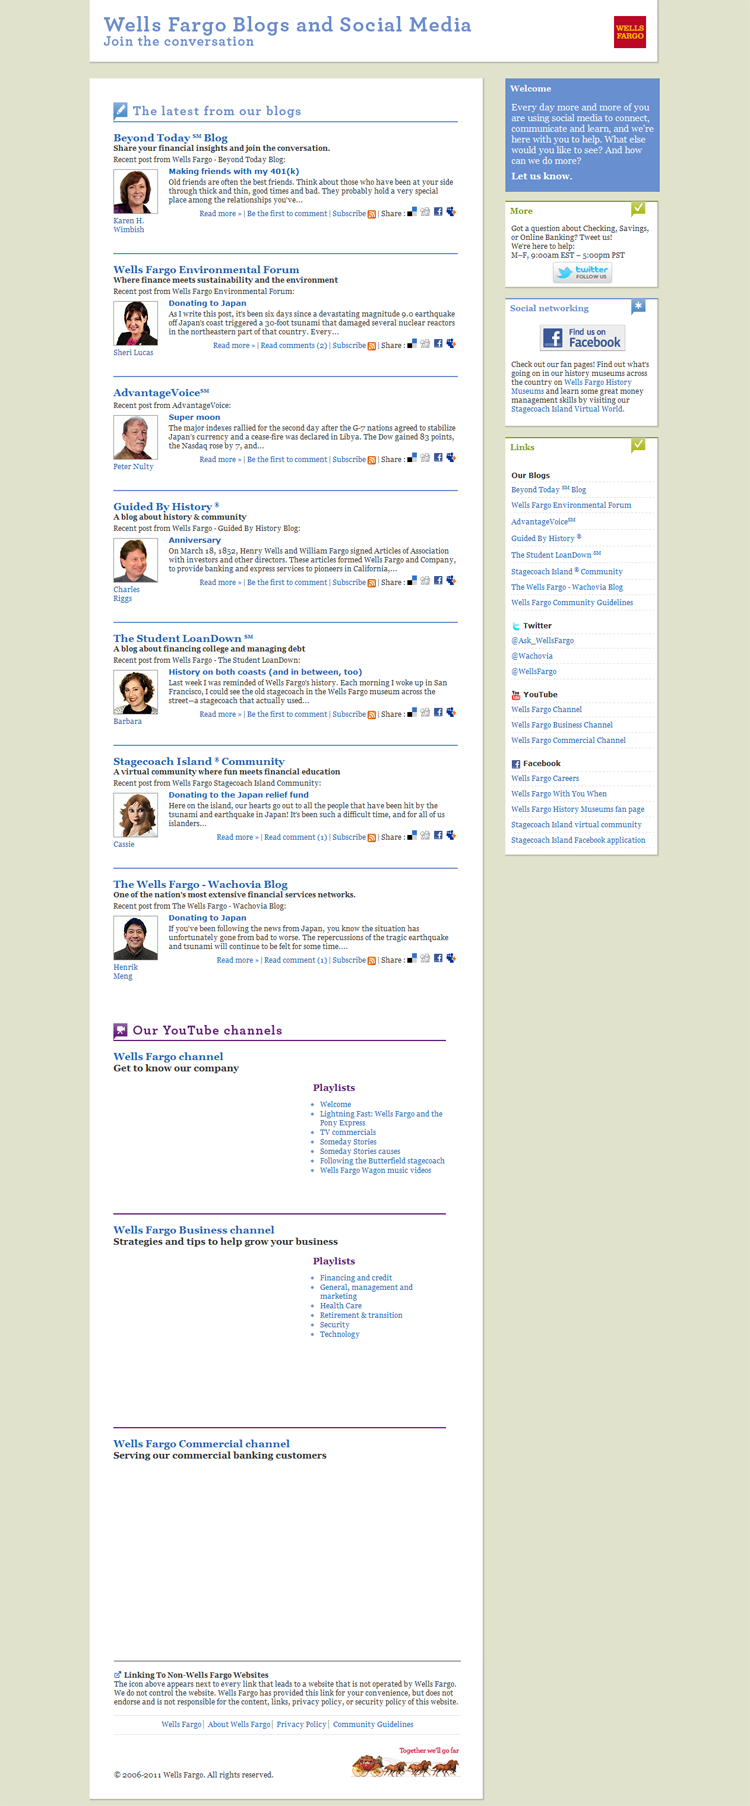 Wells Fargo Blogs and Social Media
Join the conversation
WELLS
FARGO
The latest from our blogs
Beyond Today SM Blog
Share your financial insights and join the conversation.
Recent post from Wells Fargo - Beyond Today Blog:
Making friends with my 401(k)
Old friends are often the best friends. Think about those who have been at your side
through thick and thin, good times and bad. They probably hold a very special
place among the relationships you've...
Read more » | Be the first to comment | Subscribe | Share :
Karen H.
Wimbish
Wells Fargo Environmental Forum
Where finance meets sustainability and the environment
Recent post from Wells Fargo - Environmental Forum:
Donating to Japan
As I write this post, it's been six days since a devastating magnitude 9.0 earthquake
off Japan's coast triggered a 30-foot tsunami that damaged several nuclear reactors
in the northeastern part of that country. Every...
Read more » | Read comments (2) | Subscribe | Share :
Sheri Lucas
AdvantageVoiceSM
Recent post from AdvantageVoice:
Super moon
The major indexes rallied for the second day after the G-7 nations agreed to stabilize
Japan's currency and a cease-fire was declared in Libya. The Dow gained 83 points,
the Nasdaq rose by 7, and...
Read more » | Be the first to comment | Subscribe | Share :
Peter Nulty
Guided By History ®
A blog about history & community
Recent post from Wells Fargo - Guided By History Blog:
Anniversary
On March 18, 1852, Henry Wells and William Fargo signed Articles of Association
with investors and other directors. These articles formed Wells Fargo and Company,
to provide banking and express services to pioneers in California,...
Read more » | Be the first to comment | Subscribe | Share :
Charles
Riggs
The Student LoanDown SM
A blog about financing college and managing debt
Recent post from Wells Fargo - The Student LoanDown:
History on both coasts (and in between, too)
Last week I was reminded of Wells Fargo's history. Each morning I woke up in San
Francisco, I could see the old stagecoach in the Wells Fargo museum across the
street—a stagecoach that actually used...
Read more » | Be the first to comment | Subscribe | Share :
Barbara
Stagecoach Island ® Community
A virtual community where fun meets financial education
Recent post from Wells Fargo Stagecoach Island Community:
Donating to the Japan relief fund
Here on the island, our hearts go out to all the people that have been hit by the
tsunami and earthquake in Japan! It's been such a difficult time, and for all of us
islanders...
Read more » | Read comment (1) | Subscribe | Share :
Cassie
The Wells Fargo - Wachovia Blog
One of the nation's most extensive financial services networks.
Recent post from The Wells Fargo - Wachovia Blog:
Donating to Japan
If you've been following the news from Japan, you know the situation has
unfortunately gone from bad to worse. The repercussions of the tragic earthquake
and tsunami will continue to be felt for some time....
Read more » | Read comment (1) | Subscribe | Share :
Henrik
Meng
Our YouTube channels
Wells Fargo channel
Get to know our company
Playlists
Welcome
Lightning Fast: Wells Fargo and the
Pony Express
TV commercials
Someday Stories
Someday Stories causes
Following the Butterfield stagecoach
Wells Fargo Wagon music videos
Wells Fargo Business channel
Strategies and tips to help grow your business
Playlists
Financing and credit
General, management and
marketing
Health Care
Retirement & transition
Security
Technology
Wells Fargo Commercial channel
Serving our commercial banking customers
Linking To Non-Wells Fargo Websites
The icon above appears next to every link that leads to a website that is not operated by Wells Fargo.
We do not control the website. Wells Fargo has provided this link for your convenience, but does not
endorse and is not responsible for the content, links, privacy policy, or security policy of this website.
Wells Fargo | About Wells Fargo | Privacy Policy | Community Guidelines
Together we'll go far
© 2006-2011 Wells Fargo. All rights reserved.
Welcome
Every day more and more of you
are using social media to connect,
communicate and learn, and we're
here with you to help. What else
would you like to see? And how
can we do more?
Let us know.
More
Got a question about Checking, Savings,
or Online Banking? Tweet us!
We're here to help:
M–F, 9:00am EST – 5:00pm PST
twitter
FOLLOW US
Social networking
Find us on
Facebook
Check out our fan pages! Find out what's
going on in our history museums across
the country on Wells Fargo History
Museums and learn some great money
management skills by visiting our
Stagecoach Island Virtual World.
Links
Our Blogs
Beyond Today SM Blog
Wells Fargo Environmental Forum
AdvantageVoiceSM
Guided By History ®
The Student LoanDown SM
Stagecoach Island ® Community
The Wells Fargo - Wachovia Blog
Wells Fargo Community Guidelines
Twitter
@Ask_WellsFargo
@Wachovia
@WellsFargo
YouTube
Wells Fargo Channel
Wells Fargo Business Channel
Wells Fargo Commercial Channel
Facebook
Wells Fargo Careers
Wells Fargo With You When
Wells Fargo History Museums fan page
Stagecoach Island virtual community
Stagecoach Island Facebook application